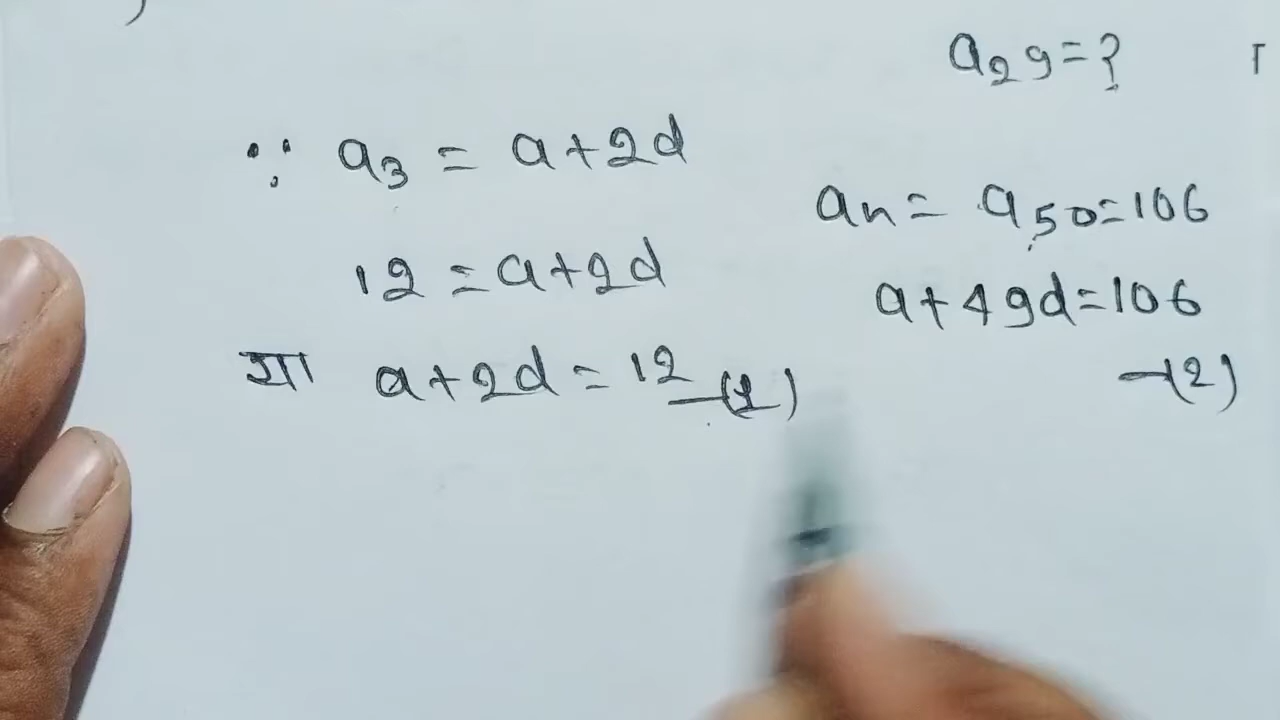 a₂₉=?
∵ a₃ = a+2d
an = a₅₀=106
12 = a+2d
a+49d=106
या a+2d = 12 —(1)
—(2)